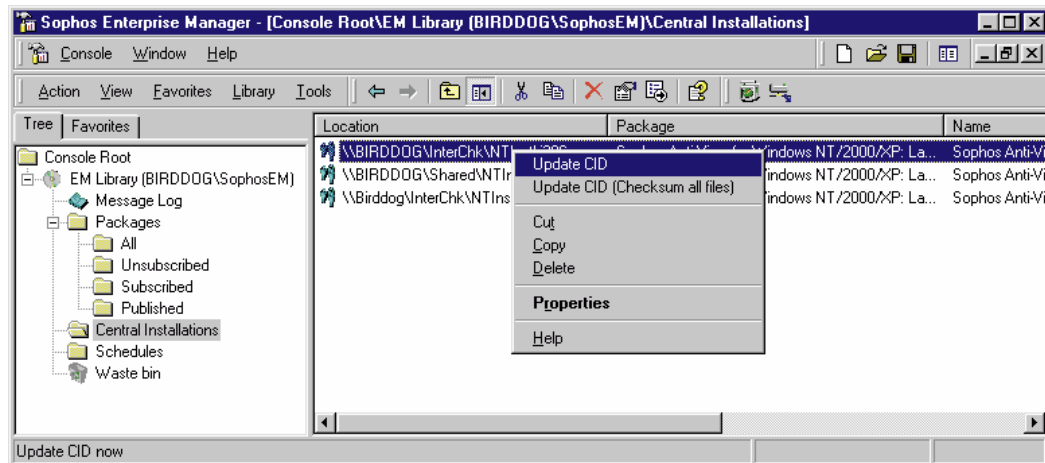 Sophos Enterprise Manager - [Console Root\EM Library (BIRDDOG\SophosEM)\Central Installations]
Console Window Help
Action View Favorites Library Tools
Tree Favorites
Location Package Name
Console Root
EM Library (BIRDDOG\SophosEM)
Message Log
Packages
All
Unsubscribed
Subscribed
Published
Central Installations
Schedules
Waste bin
\\BIRDDOG\InterChk\NTI indows NT/2000/XP: La... Sophos Anti-Vi
\\BIRDDOG\Shared\NTIr indows NT/2000/XP: La... Sophos Anti-Vi
\\Birddog\InterChk\NTIns indows NT/2000/XP: La... Sophos Anti-Vi
Update CID
Update CID (Checksum all files)
Cut
Copy
Delete
Properties
Help
Update CID now